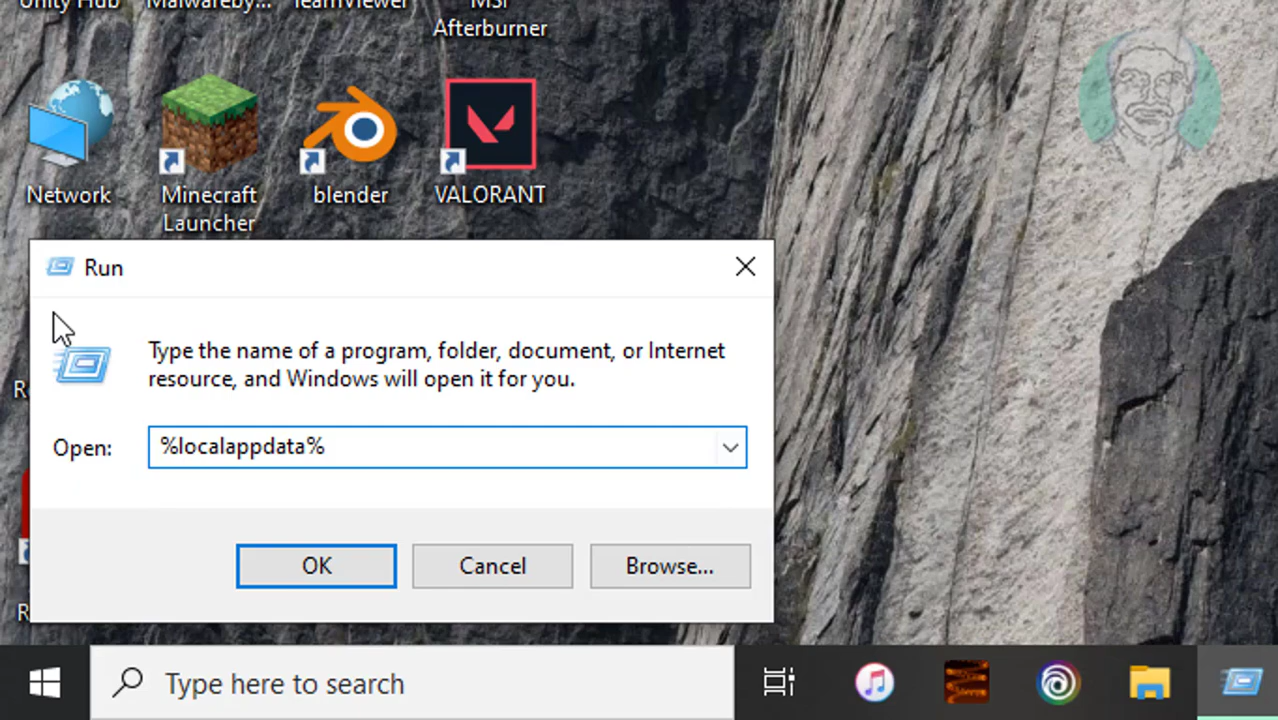 Unity Hub Malwareby... TeamViewer MSI
Afterburner
Network Minecraft blender VALORANT
Launcher
Run
Type the name of a program, folder, document, or Internet
resource, and Windows will open it for you.
Open: %localappdata%
OK Cancel Browse...
Type here to search